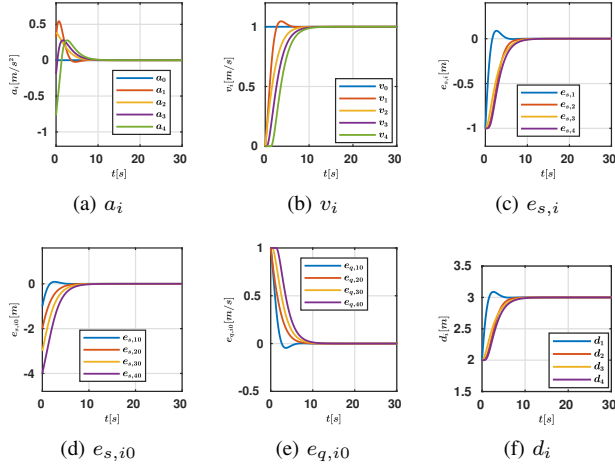 0.5
0
-0.5
-1
a_i[m/s²]
a_0
a_1
a_2
a_3
a_4
0 10 20 30
t[s]
(a) a_i
1
0.5
0
v_i[m/s]
v_0
v_1
v_2
v_3
v_4
0 10 20 30
t[s]
(b) v_i
0
-0.5
-1
e_{s,i}[m]
e_{s,1}
e_{s,2}
e_{s,3}
e_{s,4}
0 10 20 30
t[s]
(c) e_{s,i}
0
-2
-4
e_{s,i0}[m]
e_{s,10}
e_{s,20}
e_{s,30}
e_{s,40}
0 10 20 30
t[s]
(d) e_{s,i0}
1
0.5
0
-0.5
e_{q,i0}[m/s]
e_{q,10}
e_{q,20}
e_{q,30}
e_{q,40}
0 10 20 30
t[s]
(e) e_{q,i0}
3.5
3
2.5
2
1.5
d_i[m]
d_1
d_2
d_3
d_4
0 10 20 30
t[s]
(f) d_i